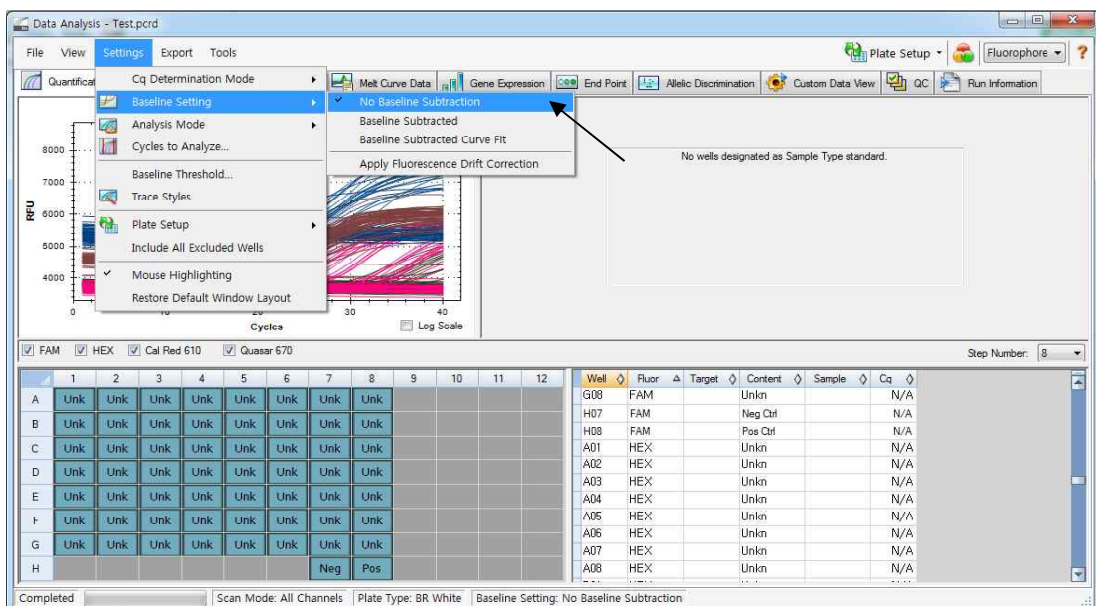 Data Analysis - Test.pcrd
File View Settings Export Tools Plate Setup Fluorophore ?
Melt Curve Data Gene Expression End Point Allelic Discrimination Custom Data View QC Run Information
Quantificat
Cq Determination Mode
Baseline Setting
Analysis Mode
Cycles to Analyze...
Baseline Threshold...
Trace Styles
Plate Setup
Include All Excluded Wells
Mouse Highlighting
Restore Default Window Layout
No Baseline Subtraction
Baseline Subtracted
Baseline Subtracted Curve Fit
Apply Fluorescence Drift Correction
No wells designated as Sample Type standard.
RFU
8000
7000
6000
5000
4000
0 10 20 30 40
Cycles
Log Scale
FAM HEX Cal Red 610 Quasar 670
Step Number: 8
1 2 3 4 5 6 7 8 9 10 11 12
A Unk Unk Unk Unk Unk Unk Unk Unk
B Unk Unk Unk Unk Unk Unk Unk Unk
C Unk Unk Unk Unk Unk Unk Unk Unk
D Unk Unk Unk Unk Unk Unk Unk Unk
E Unk Unk Unk Unk Unk Unk Unk Unk
F Unk Unk Unk Unk Unk Unk Unk Unk
G Unk Unk Unk Unk Unk Unk Unk Unk
H Neg Pos
Well Fluor Target Content Sample Cq
G08 FAM Unkn N/A
H07 FAM Neg Ctrl N/A
H08 FAM Pos Ctrl N/A
A01 HEX Unkn N/A
A02 HEX Unkn N/A
A03 HEX Unkn N/A
A04 HEX Unkn N/A
A05 HEX Unkn N/A
A06 HEX Unkn N/A
A07 HEX Unkn N/A
A08 HEX Unkn N/A
Completed Scan Mode: All Channels Plate Type: BR White Baseline Setting: No Baseline Subtraction